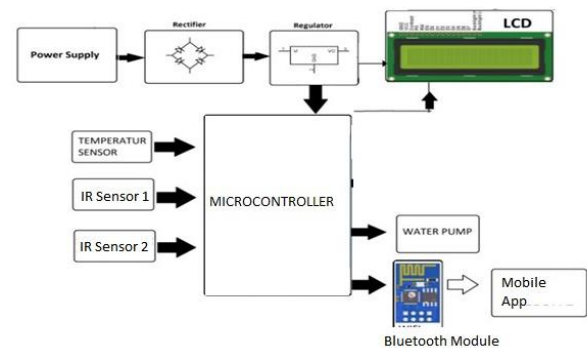 Rectifier
Regulator
LCD
Power Supply
TEMPERATUR
SENSOR
IR Sensor 1
MICROCONTROLLER
IR Sensor 2
WATER PUMP
Mobile
App
Bluetooth Module